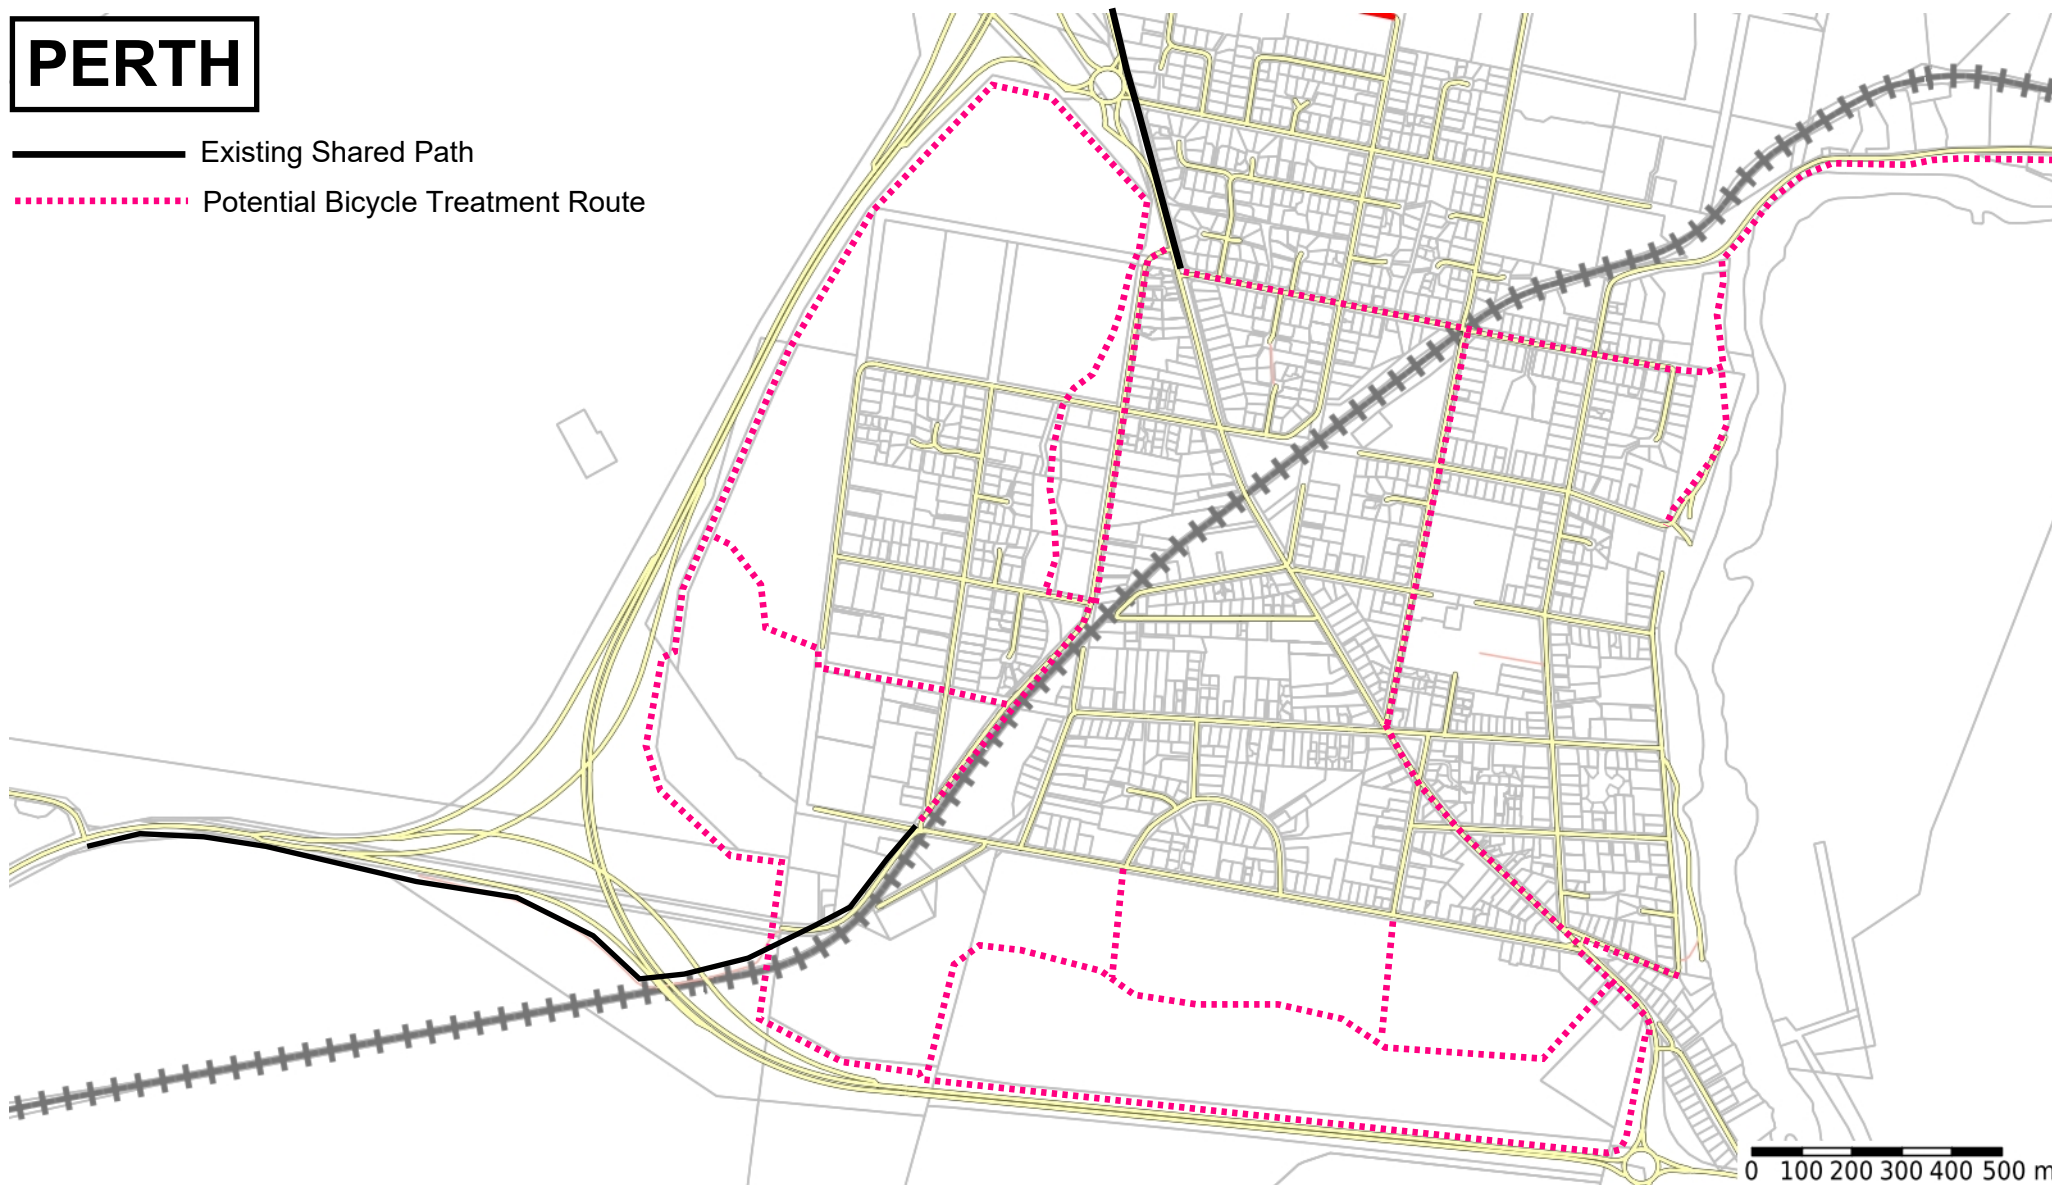 PERTH
Existing Shared Path
Potential Bicycle Treatment Route
0 100 200 300 400 500 m